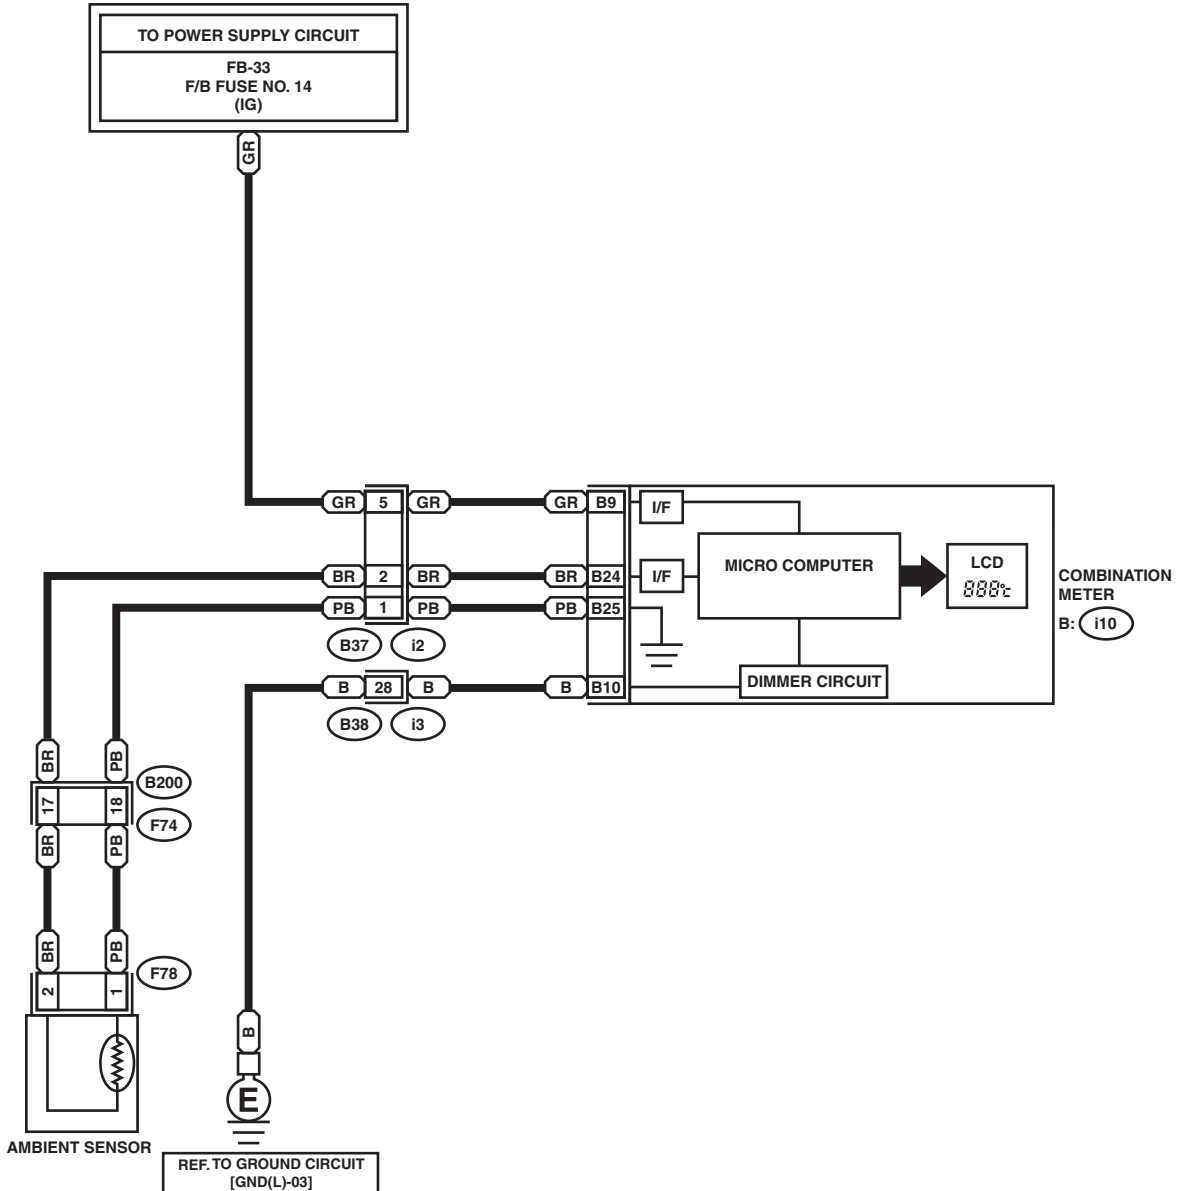 TO POWER SUPPLY CIRCUIT
FB-33
F/B FUSE NO. 14
(IG)
GR
GR 5 GR GR B9 I/F
MICRO COMPUTER
LCD
888°C
BR 2 BR BR B24 I/F
PB 1 PB PB B25
COMBINATION
METER
B: i10
B37 i2
B 28 B B B10
DIMMER CIRCUIT
B38 i3
BR PB
B200
17 18
F74
BR PB
BR PB
F78
2 1
B
E
AMBIENT SENSOR
REF. TO GROUND CIRCUIT
[GND(L)-03]